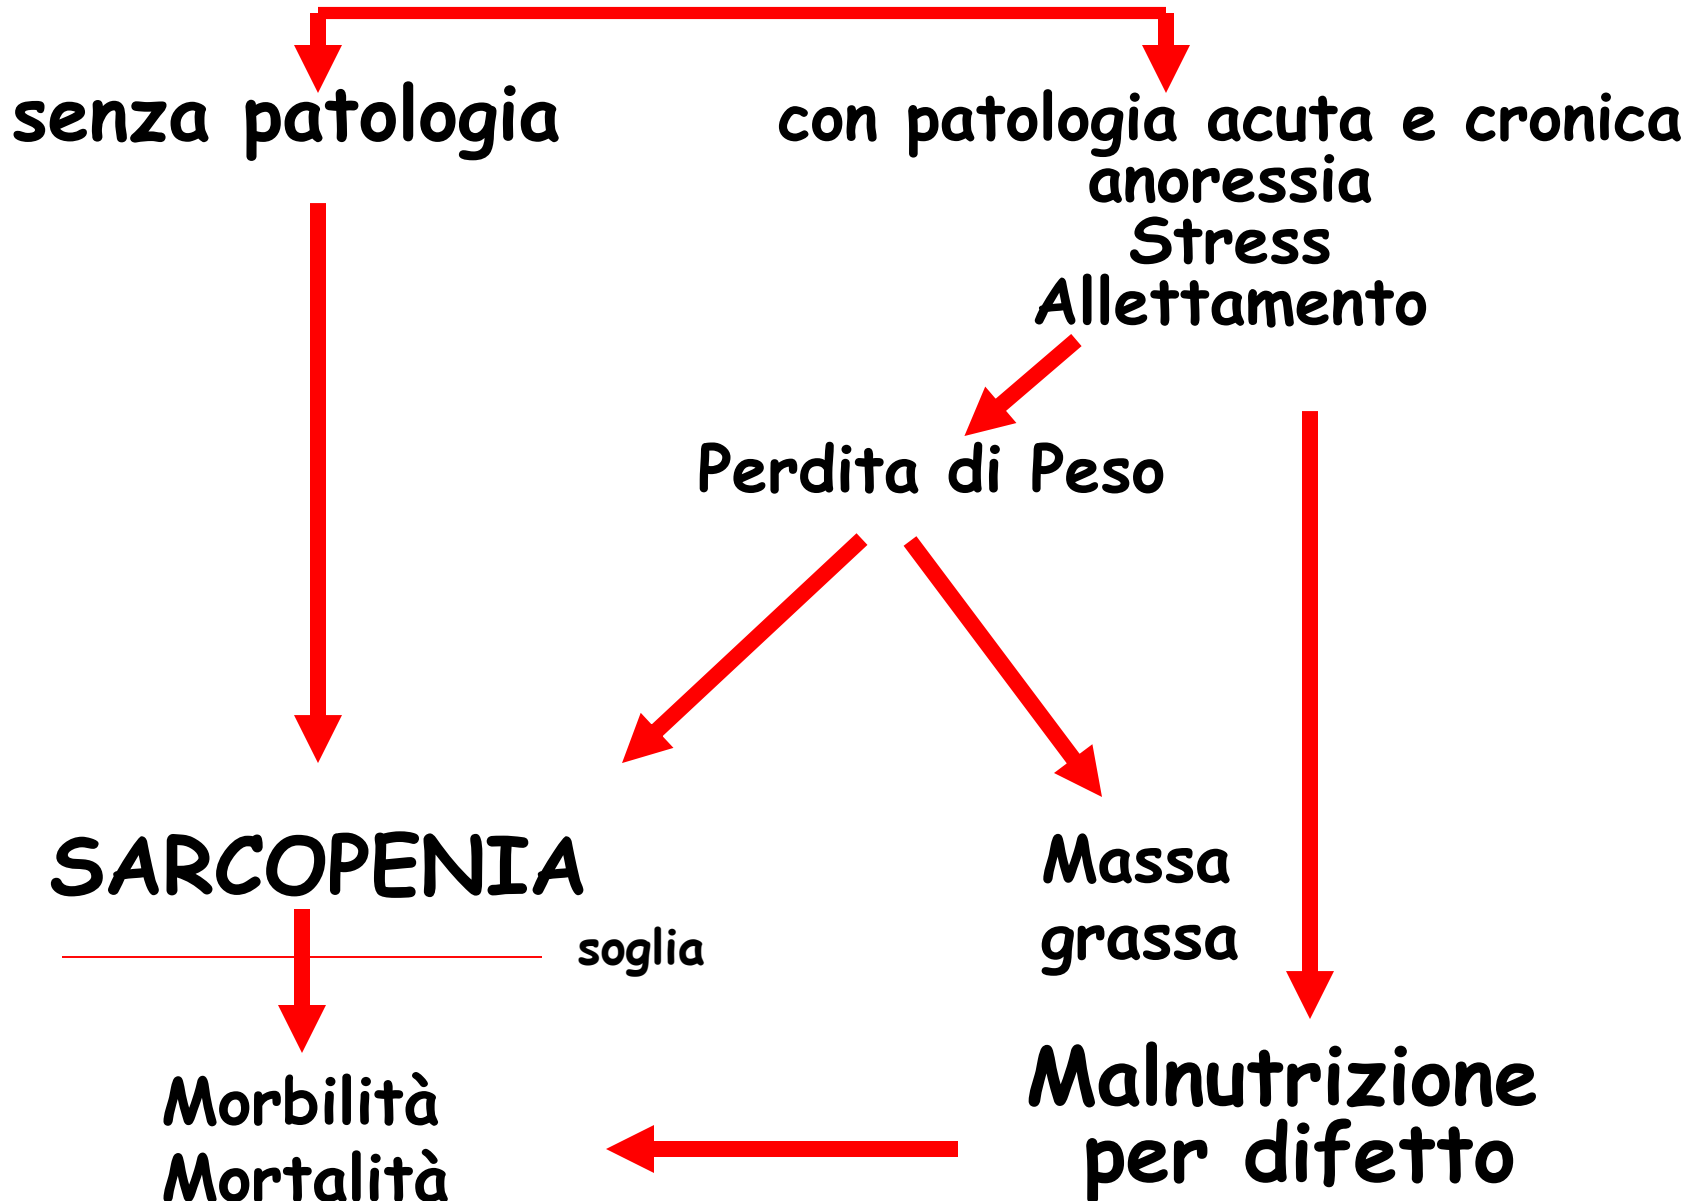 senza patologia
con patologia acuta e cronica
anoressia
Stress
Allettamento
Perdita di Peso
SARCOPENIA
soglia
Massa
grassa
Morbilità
Mortalità
Malnutrizione
per difetto